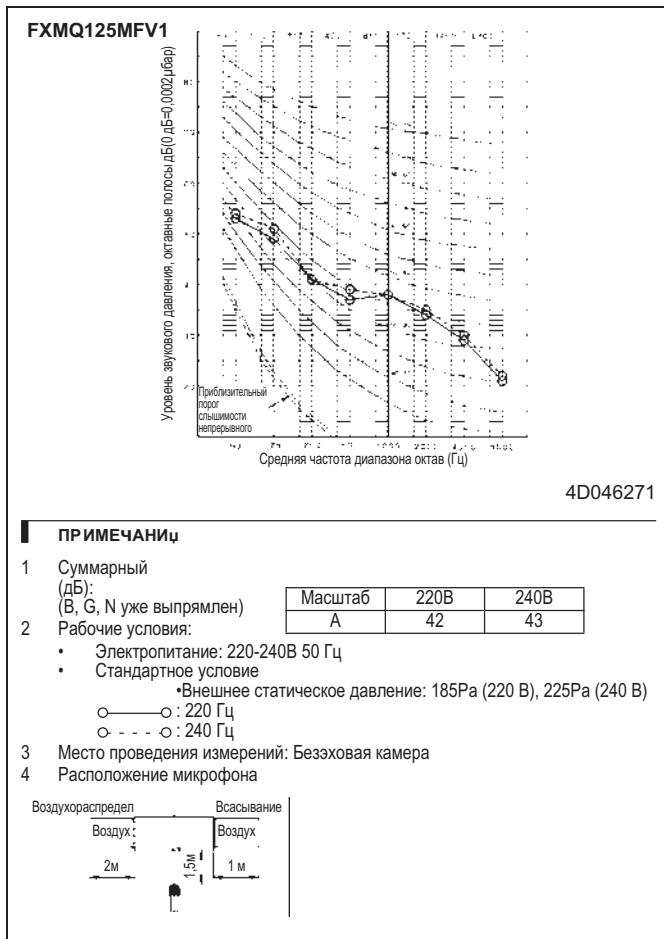 FXMQ125MFV1
Уровень звукового давления, октавные полосы дБ(0 дБ=0,0002μбар)
Приблизительный
порог
слышимости
непрерывного
Средняя частота диапазона октав (Гц)
4D046271
ПРИМЕЧАНИμ
1 Суммарный
(дБ):
(B, G, N уже выпрямлен)
Масштаб 220В 240В
A 42 43
2 Рабочие условия:
• Электропитание: 220-240В 50 Гц
• Стандартное условие
•Внешнее статическое давление: 185Pa (220 В), 225Pa (240 В)
: 220 Гц
: 240 Гц
3 Место проведения измерений: Безэховая камера
4 Расположение микрофона
Воздухораспредел Всасывание
Воздух Воздух
2м 1,5м 1 м